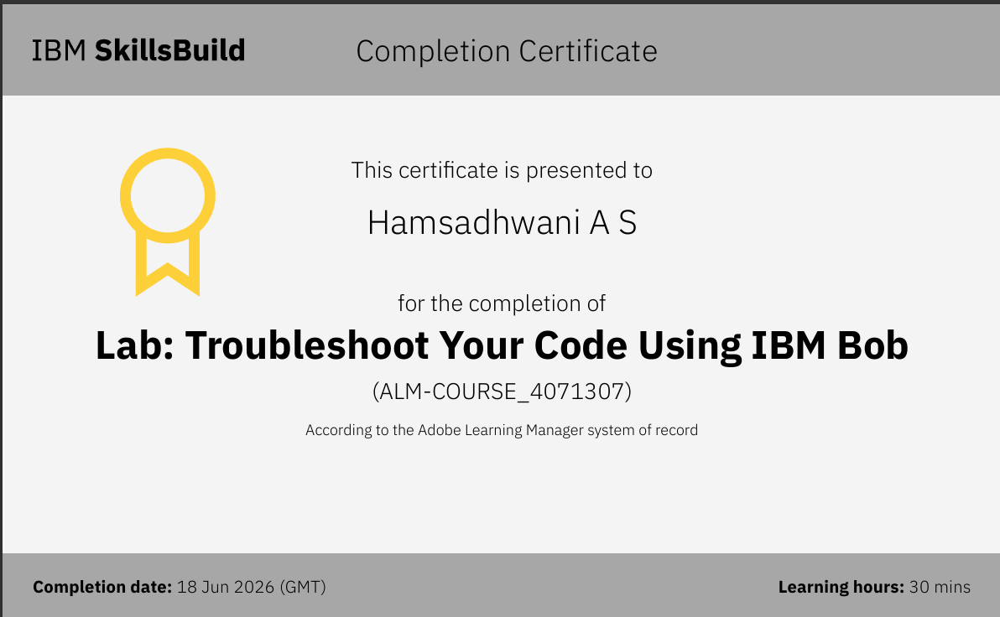 IBM SkillsBuild
Completion Certificate
This certificate is presented to
Hamsadhwani A S
for the completion of
Lab: Troubleshoot Your Code Using IBM Bob
(ALM-COURSE_4071307)
According to the Adobe Learning Manager system of record
Completion date: 18 Jun 2026 (GMT)
Learning hours: 30 mins